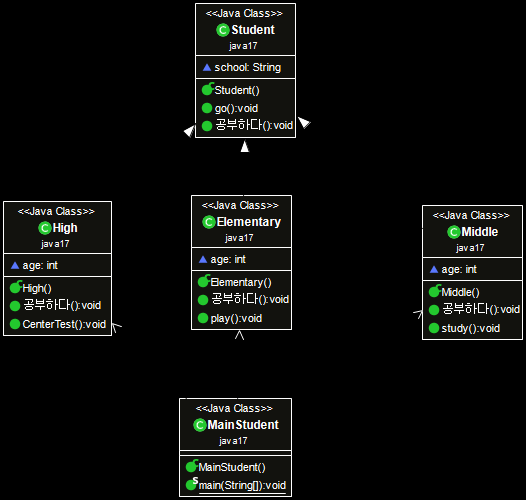 <<Java Class>>
Student
java17
school: String
Student()
go():void
공부하다():void
<<Java Class>>
High
java17
age: int
High()
공부하다():void
CenterTest():void
<<Java Class>>
Elementary
java17
age: int
Elementary()
공부하다():void
play():void
<<Java Class>>
Middle
java17
age: int
Middle()
공부하다():void
study():void
<<Java Class>>
MainStudent
java17
MainStudent()
main(String[]):void